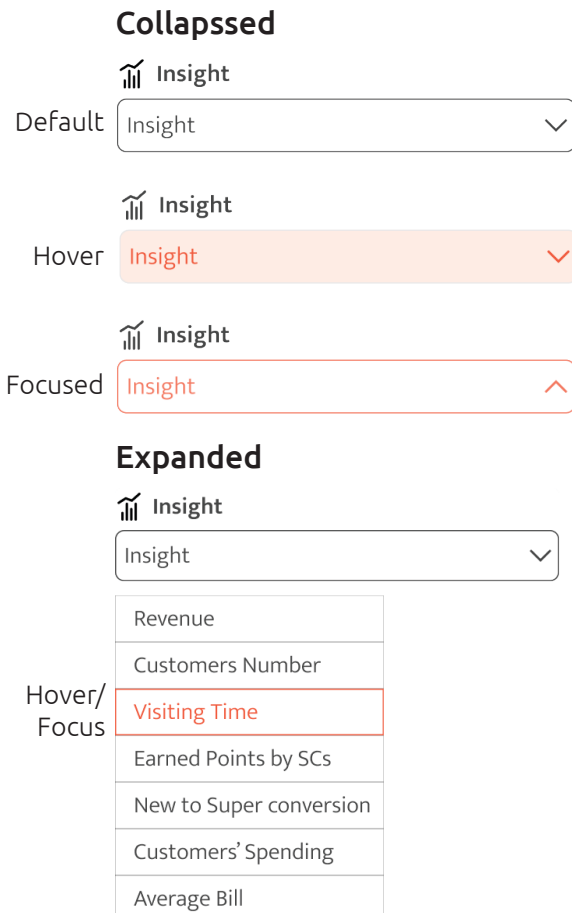 Collapssed
Insight
Default
Insight
Insight
Hover
Insight
Insight
Focused
Insight
Expanded
Insight
Insight
Revenue
Customers Number
Hover/
Focus
Visiting Time
Earned Points by SCs
New to Super conversion
Customers’ Spending
Average Bill